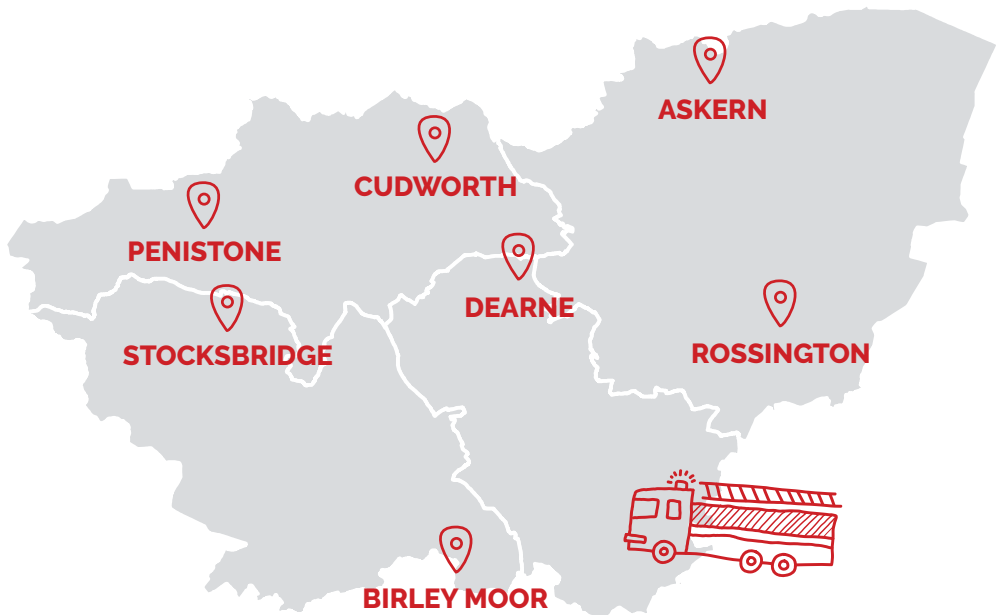 ASKERN
CUDWORTH
PENISTONE
DEARNE
STOCKSBRIDGE
ROSSINGTON
BIRLEY MOOR